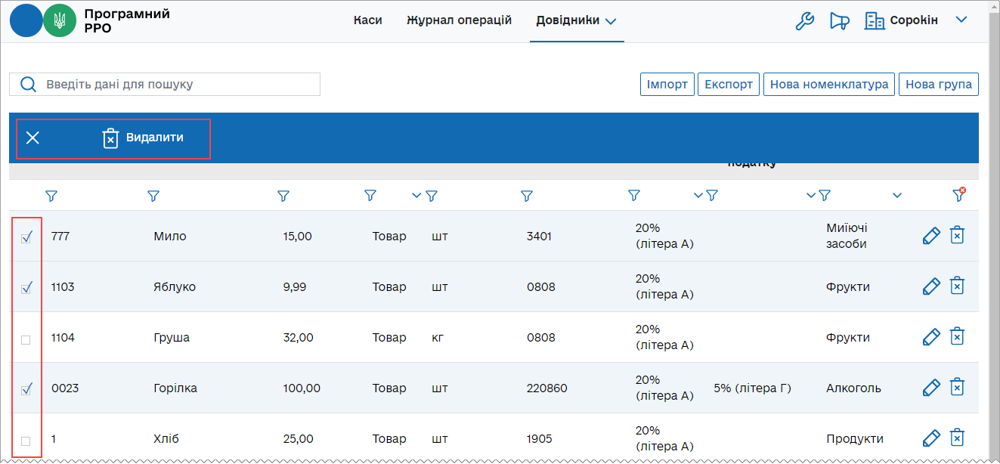 Програмний
РРО
Каси Журнал операцій Довідники Сорокін
Введіть дані для пошуку Імпорт Експорт Нова номенклатура Нова група
Видалити
податку
777 Мило 15,00 Товар шт 3401 20% (літера А) Миїючі засоби
1103 Яблуко 9,99 Товар шт 0808 20% (літера А) Фрукти
1104 Груша 32,00 Товар кг 0808 20% (літера А) Фрукти
0023 Горілка 100,00 Товар шт 220860 20% (літера А) 5% (літера Г) Алкоголь
1 Хліб 25,00 Товар шт 1905 20% (літера А) Продукти